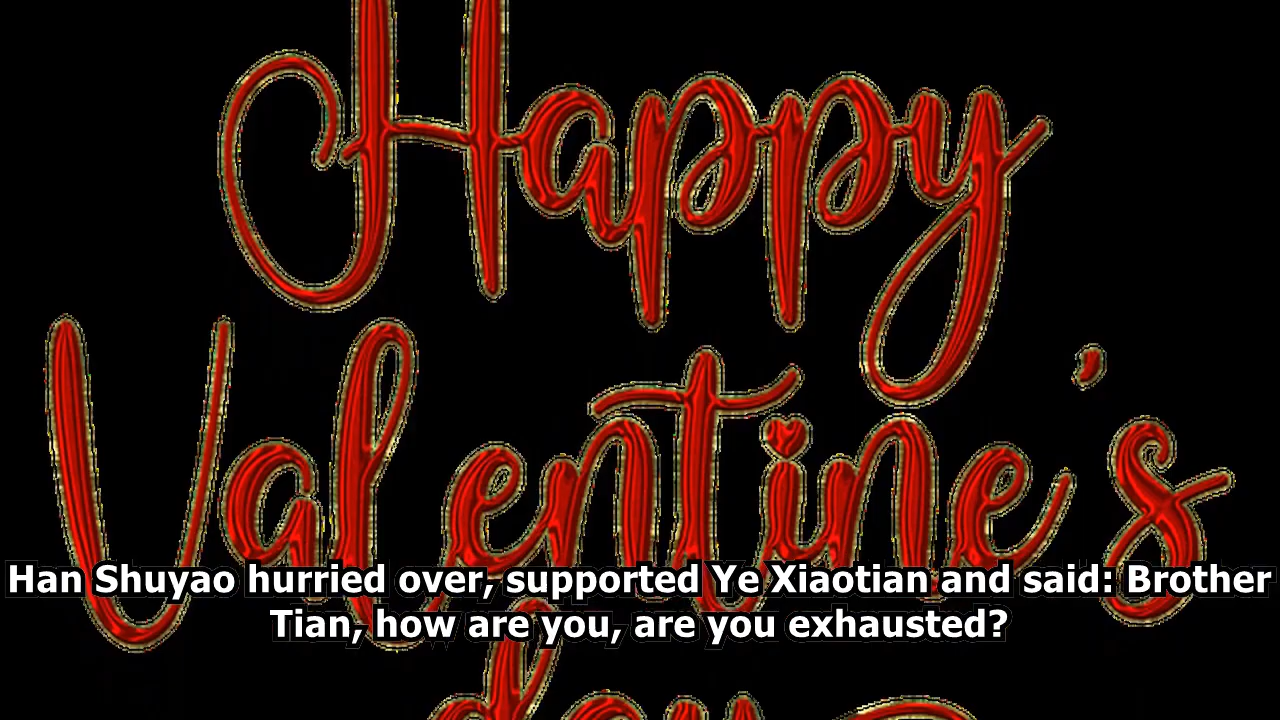 Happy
Valentine's
Han Shuyao hurried over, supported Ye Xiaotian and said: Brother
Tian, how are you, are you exhausted?
day